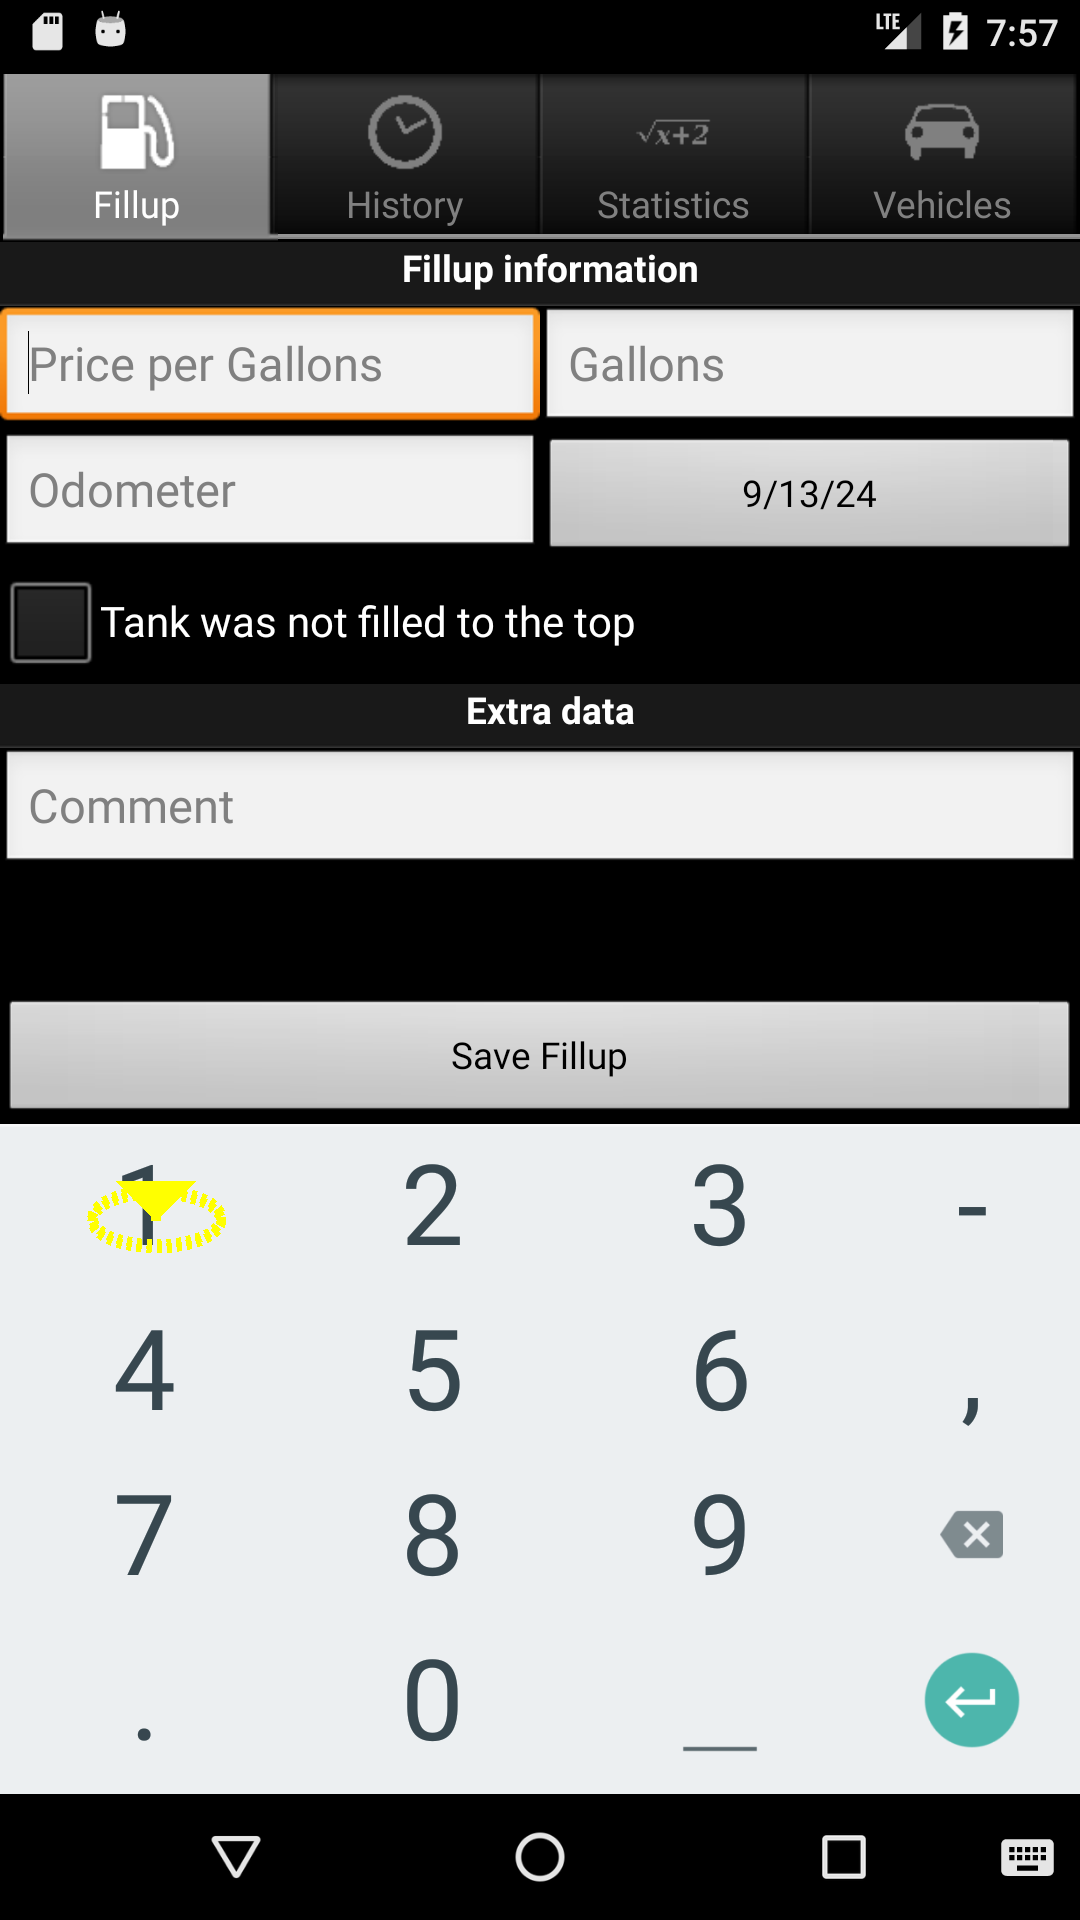 LTE 7:57
√x+2
Fillup History Statistics Vehicles
Fillup information
Price per Gallons Gallons
Odometer 9/13/24
Tank was not filled to the top
Extra data
Comment
Save Fillup
1 2 3 -
4 5 6 ,
7 8 9
. 0 _